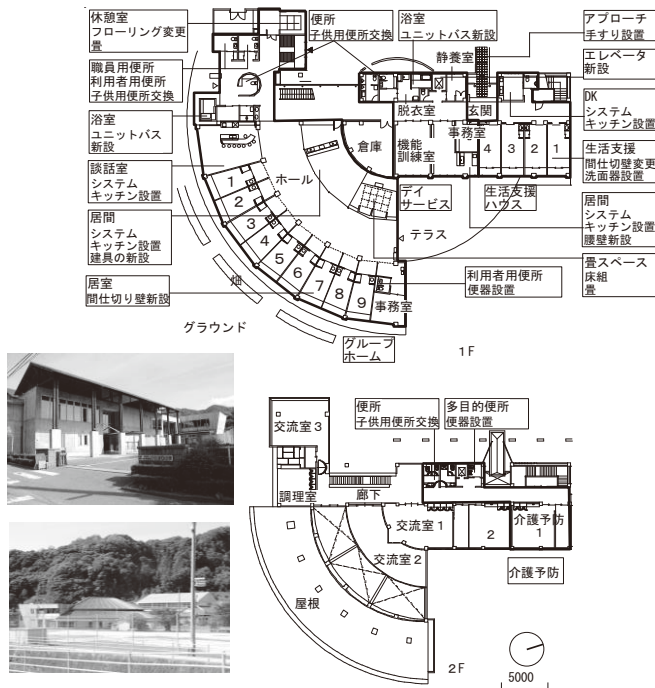 休憩室
フローリング変更
畳
職員用便所
利用者用便所
子供用便所交換
浴室
ユニットバス
新設
談話室
システム
キッチン設置
居間
システム
キッチン設置
建具の新設
居室
間仕切り壁新設
便所
子供用便所交換
浴室
ユニットバス新設
静養室
アプローチ
手すり設置
エレベータ
新設
DK
システム
キッチン設置
生活支援
間仕切壁変更
洗面器設置
居間
システム
キッチン設置
腰壁新設
畳スペース
床組
畳
利用者用便所
便器設置
脱衣室
玄関
事務室
機能
訓練室
倉庫
ホール
4
3
2
1
デイ
サービス
生活支援
ハウス
テラス
1
2
3
4
5
6
7
8
9
事務室
畑
グラウンド
グループ
ホーム
1F
交流室3
便所
子供用便所交換
多目的便所
便器設置
調理室
廊下
交流室1
2
介護予防
1
交流室2
介護予防
屋根
2F
5000